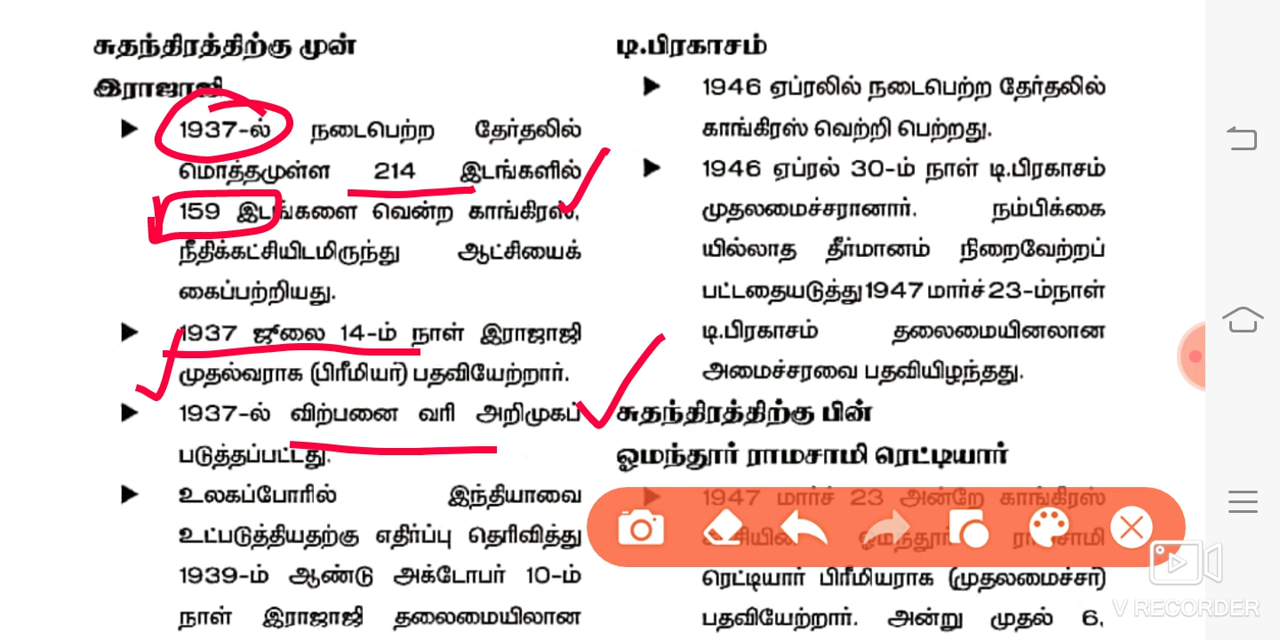 சுதந்திரத்திற்கு முன்
இராஜாஜி
1937-ல் நடைபெற்ற தேர்தலில்
மொத்தமுள்ள 214 இடங்களில்
159 இடங்களை வென்ற காங்கிரஸ்,
நீதிக்கட்சியிடமிருந்து ஆட்சியைக்
கைப்பற்றியது.
1937 ஜூலை 14-ம் நாள் இராஜாஜி
முதல்வராக (பிரீமியர்) பதவியேற்றார்.
1937-ல் விற்பனை வரி அறிமுகப்
படுத்தப்பட்டது.
உலகப்போரில் இந்தியாவை
உட்படுத்தியதற்கு எதிர்ப்பு தெரிவித்து
1939-ம் ஆண்டு அக்டோபர் 10-ம்
நாள் இராஜாஜி தலைமையிலான
டி.பிரகாசம்
1946 ஏப்ரலில் நடைபெற்ற தேர்தலில்
காங்கிரஸ் வெற்றி பெற்றது.
1946 ஏப்ரல் 30-ம் நாள் டி.பிரகாசம்
முதலமைச்சரானார். நம்பிக்கை
யில்லாத தீர்மானம் நிறைவேற்றப்
பட்டதையடுத்து 1947 மார்ச் 23-ம்நாள்
டி.பிரகாசம் தலைமையினலான
அமைச்சரவை பதவியிழந்தது.
சுதந்திரத்திற்கு பின்
ஓமந்தூர் ராமசாமி ரெட்டியார்
1947 மார்ச் 23 அன்றே காங்கிரஸ்
ரெட்டியார் பிரீமியராக (முதலமைச்சர்)
பதவியேற்றார். அன்று முதல் 6,
V RECORDER